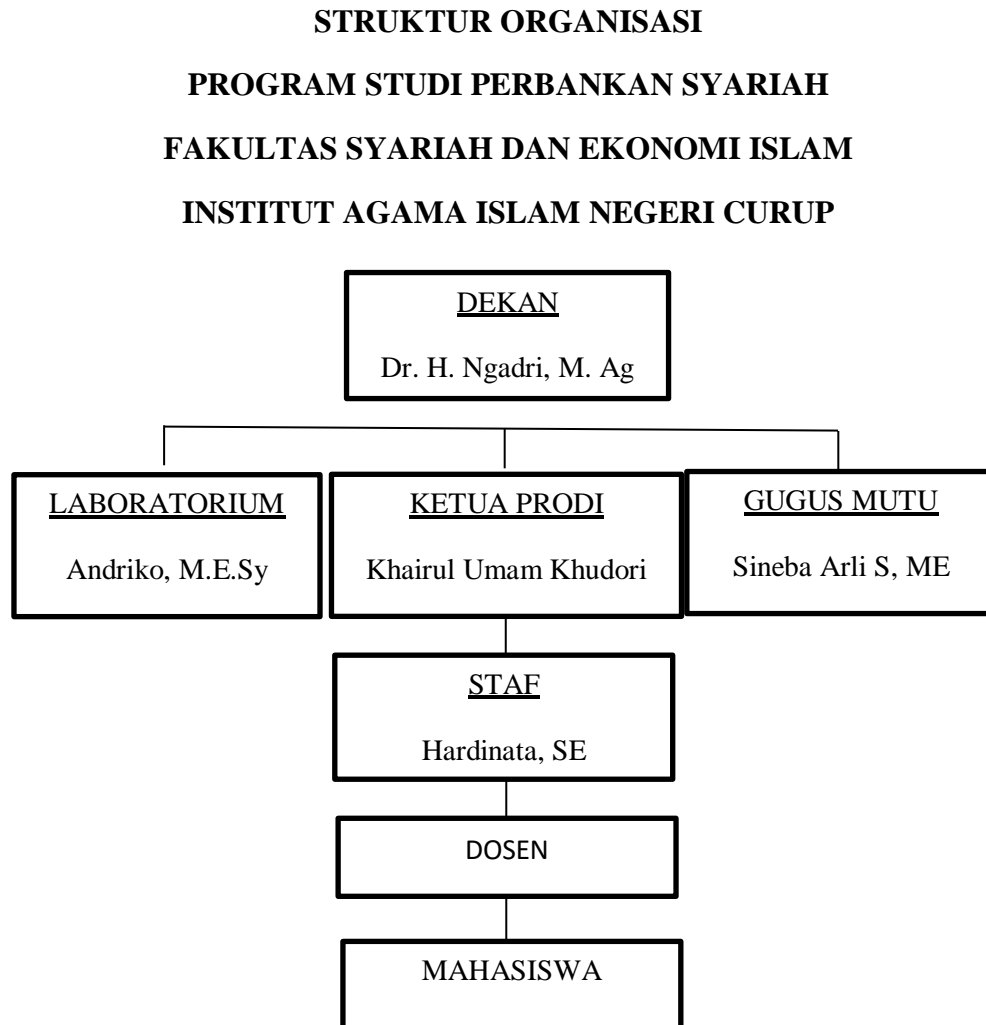 STRUKTUR ORGANISASI
PROGRAM STUDI PERBANKAN SYARIAH
FAKULTAS SYARIAH DAN EKONOMI ISLAM
INSTITUT AGAMA ISLAM NEGERI CURUP
DEKAN
Dr. H. Ngadri, M. Ag
LABORATORIUM
Andriko, M.E.Sy
KETUA PRODI
Khairul Umam Khudori
GUGUS MUTU
Sineba Arli S, ME
STAF
Hardinata, SE
DOSEN
MAHASISWA